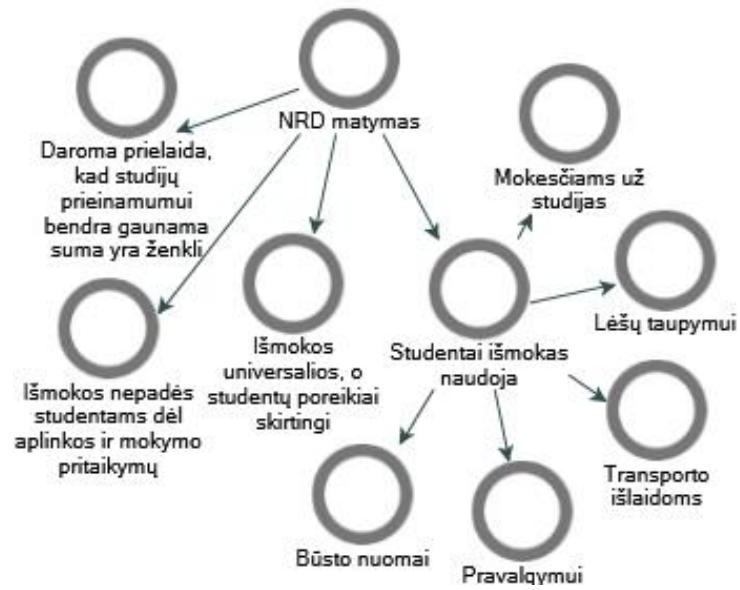 NRD matymas
Daroma prielaida,
kad studijų
prieinamumui
bendra gaunama
suma yra ženkli
Mokesčiams už
studijas
Išmokos nepadės
studentams dėl
aplinkos ir mokymo
pritaikymų
Išmokos
universalios, o
studentų poreikiai
skirtingi
Studentai išmokas
naudoja
Lėšų taupymui
Transporto
išlaidoms
Būsto nuomai
Pravalgymui